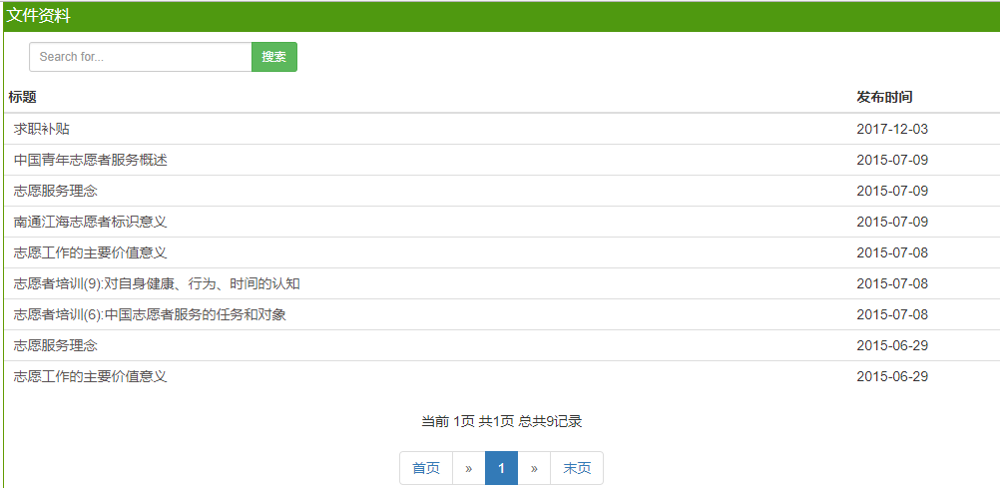 文件资料
Search for... 搜索
标题 发布时间
求职补贴 2017-12-03
中国青年志愿者服务概述 2015-07-09
志愿服务理念 2015-07-09
南通江海志愿者标识意义 2015-07-09
志愿工作的主要价值意义 2015-07-08
志愿者培训(9):对自身健康、行为、时间的认知 2015-07-08
志愿者培训(6):中国志愿者服务的任务和对象 2015-07-08
志愿服务理念 2015-06-29
志愿工作的主要价值意义 2015-06-29
当前 1页 共1页 总共9记录
首页 » 1 » 末页